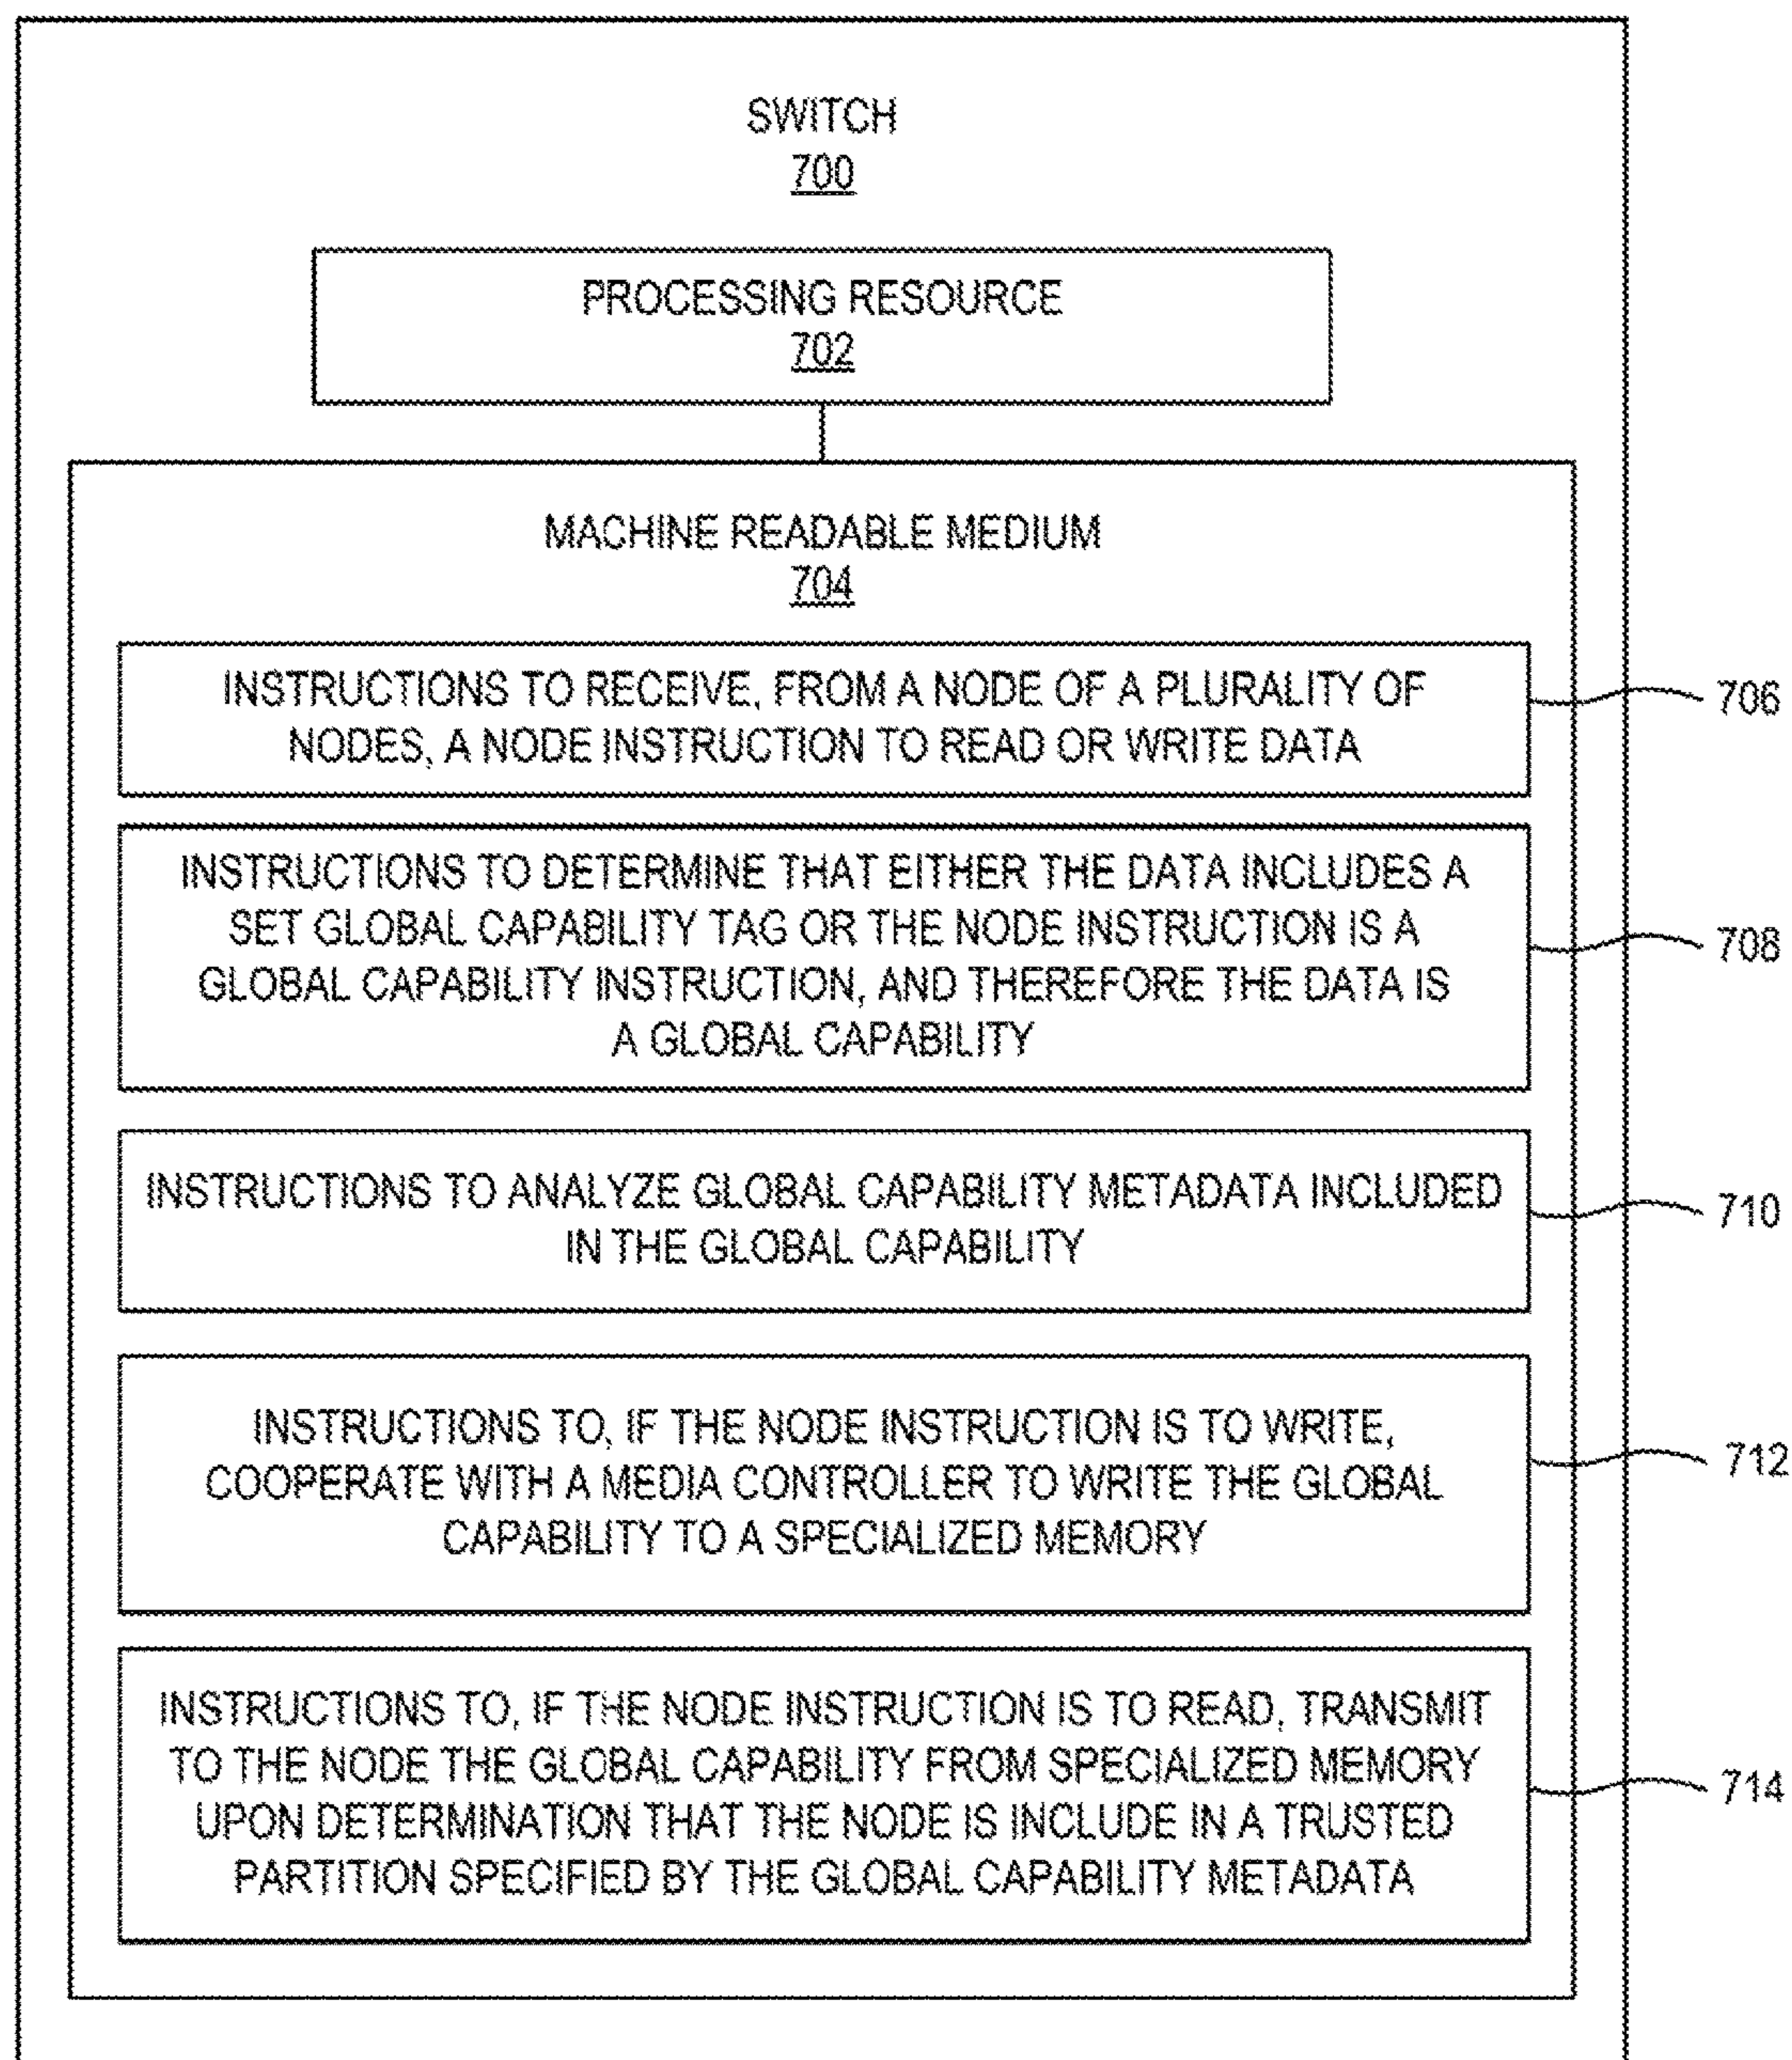 SWITCH
700
PROCESSING RESOURCE
702
MACHINE READABLE MEDIUM
704
INSTRUCTIONS TO RECEIVE, FROM A NODE OF A PLURALITY OF
NODES, A NODE INSTRUCTION TO READ OR WRITE DATA
706
INSTRUCTIONS TO DETERMINE THAT EITHER THE DATA INCLUDES A
SET GLOBAL CAPABILITY TAG OR THE NODE INSTRUCTION IS A
GLOBAL CAPABILITY INSTRUCTION, AND THEREFORE THE DATA IS
A GLOBAL CAPABILITY
708
INSTRUCTIONS TO ANALYZE GLOBAL CAPABILITY METADATA INCLUDED
IN THE GLOBAL CAPABILITY
710
INSTRUCTIONS TO, IF THE NODE INSTRUCTION IS TO WRITE,
COOPERATE WITH A MEDIA CONTROLLER TO WRITE THE GLOBAL
CAPABILITY TO A SPECIALIZED MEMORY
712
INSTRUCTIONS TO, IF THE NODE INSTRUCTION IS TO READ, TRANSMIT
TO THE NODE THE GLOBAL CAPABILITY FROM SPECIALIZED MEMORY
UPON DETERMINATION THAT THE NODE IS INCLUDE IN A TRUSTED
PARTITION SPECIFIED BY THE GLOBAL CAPABILITY METADATA
714